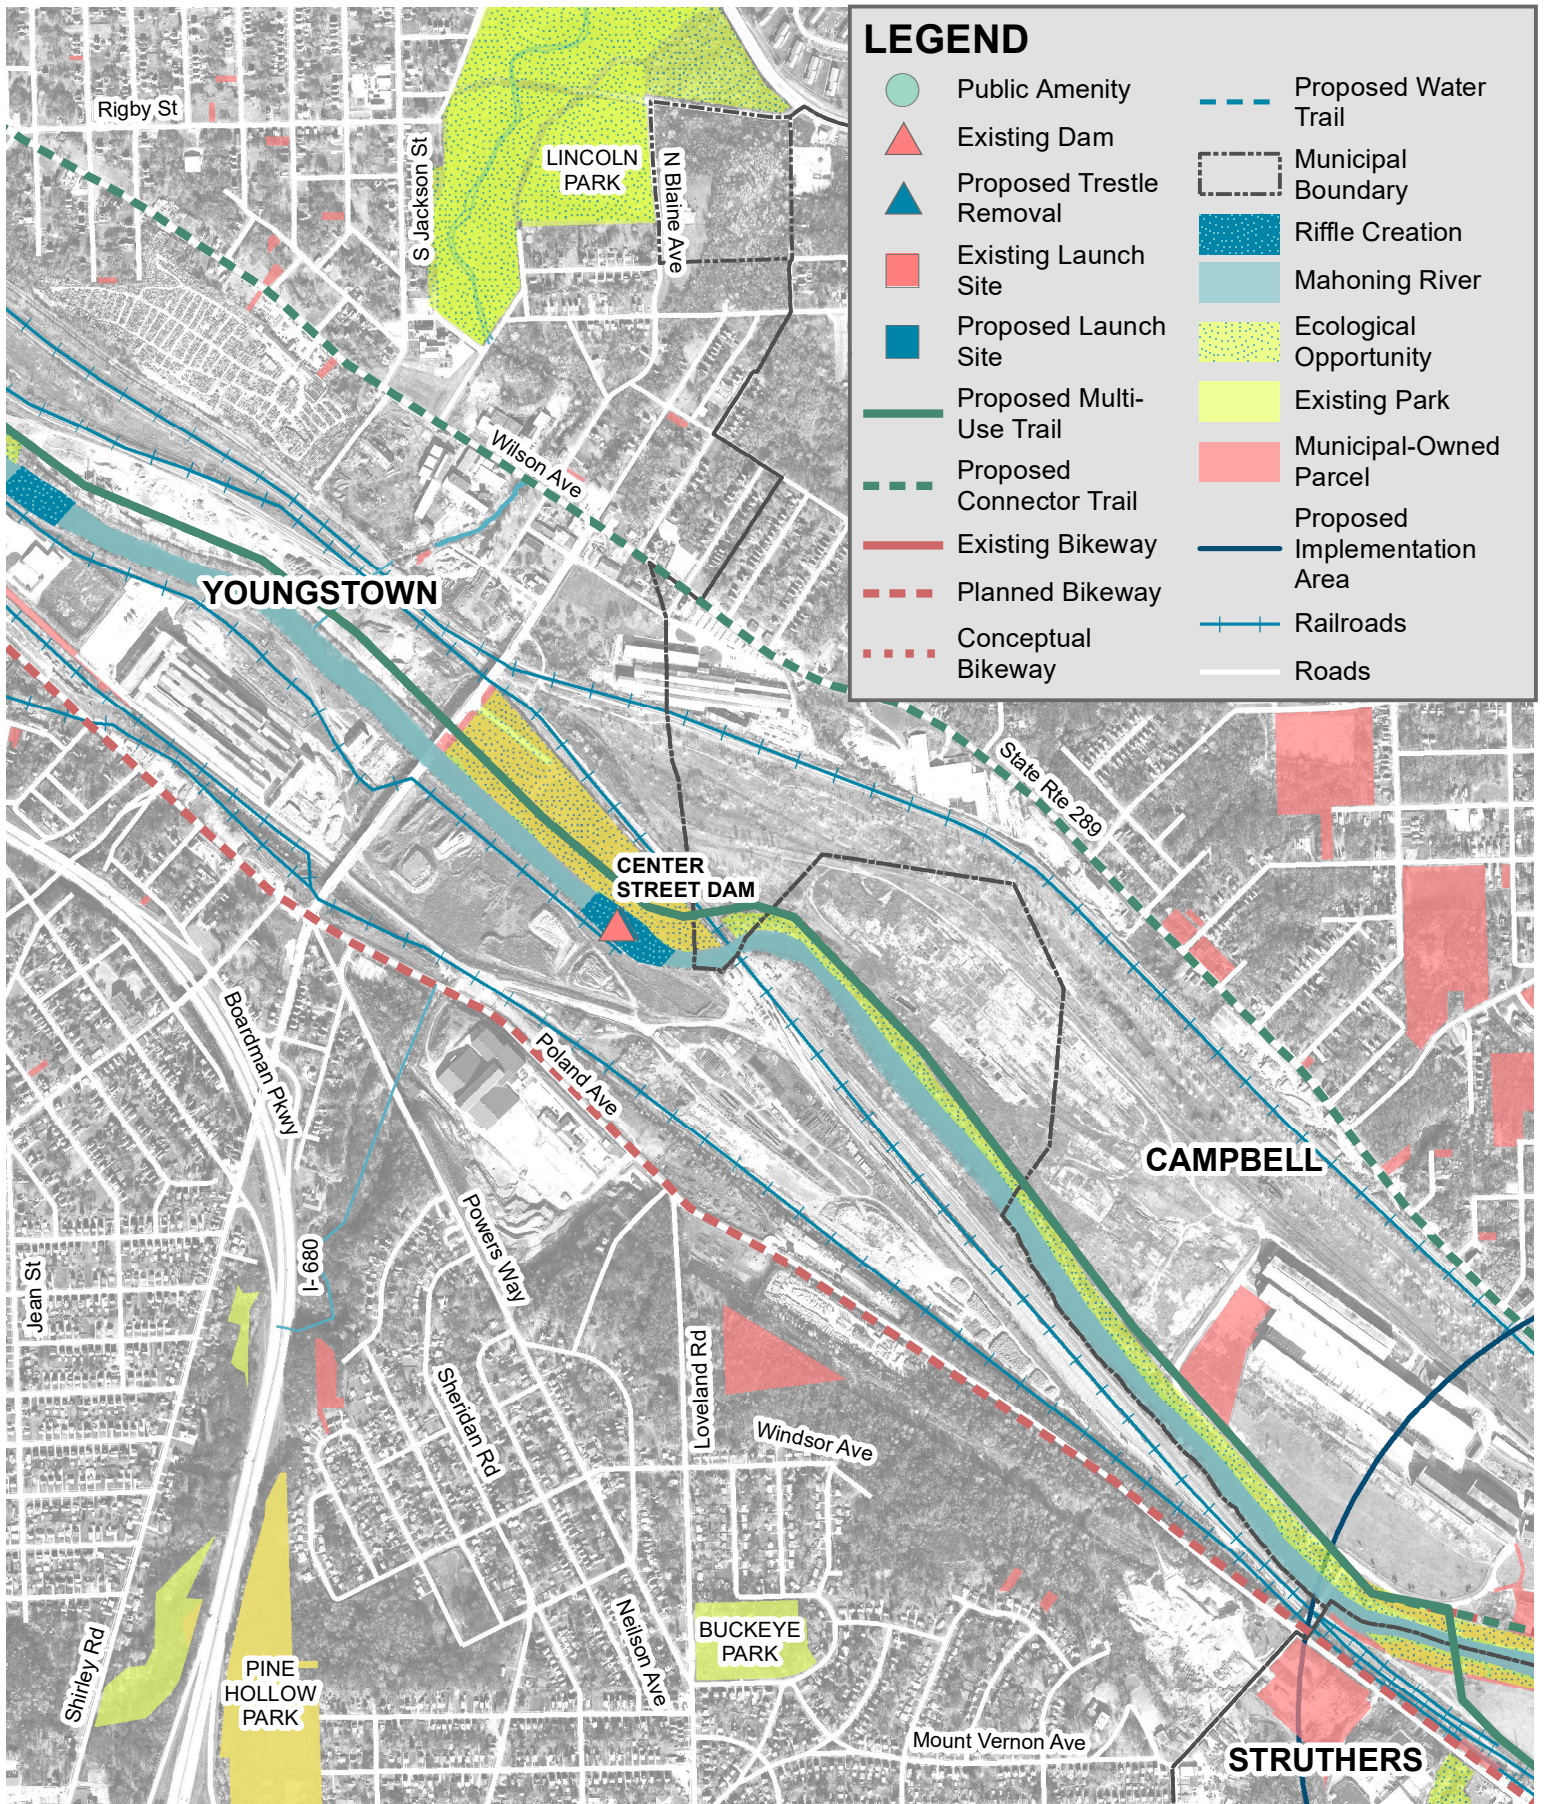 LEGEND
Public Amenity
Existing Dam
Proposed Trestle
Removal
Existing Launch
Site
Proposed Launch
Site
Proposed Multi-
Use Trail
Proposed
Connector Trail
Existing Bikeway
Planned Bikeway
Conceptual
Bikeway
Proposed Water
Trail
Municipal
Boundary
Riffle Creation
Mahoning River
Ecological
Opportunity
Existing Park
Municipal-Owned
Parcel
Proposed
Implementation
Area
Railroads
Roads
Rigby St
S Jackson St
LINCOLN
PARK
N Blaine Ave
Wilson Ave
YOUNGSTOWN
State Rte 289
CENTER
STREET DAM
Boardman Pkwy
Poland Ave
CAMPBELL
Powers Way
I- 680
Jean St
Loveland Rd
Sheridan Rd
Windsor Ave
Neilson Ave
BUCKEYE
PARK
Shirley Rd
PINE
HOLLOW
PARK
Mount Vernon Ave
STRUTHERS